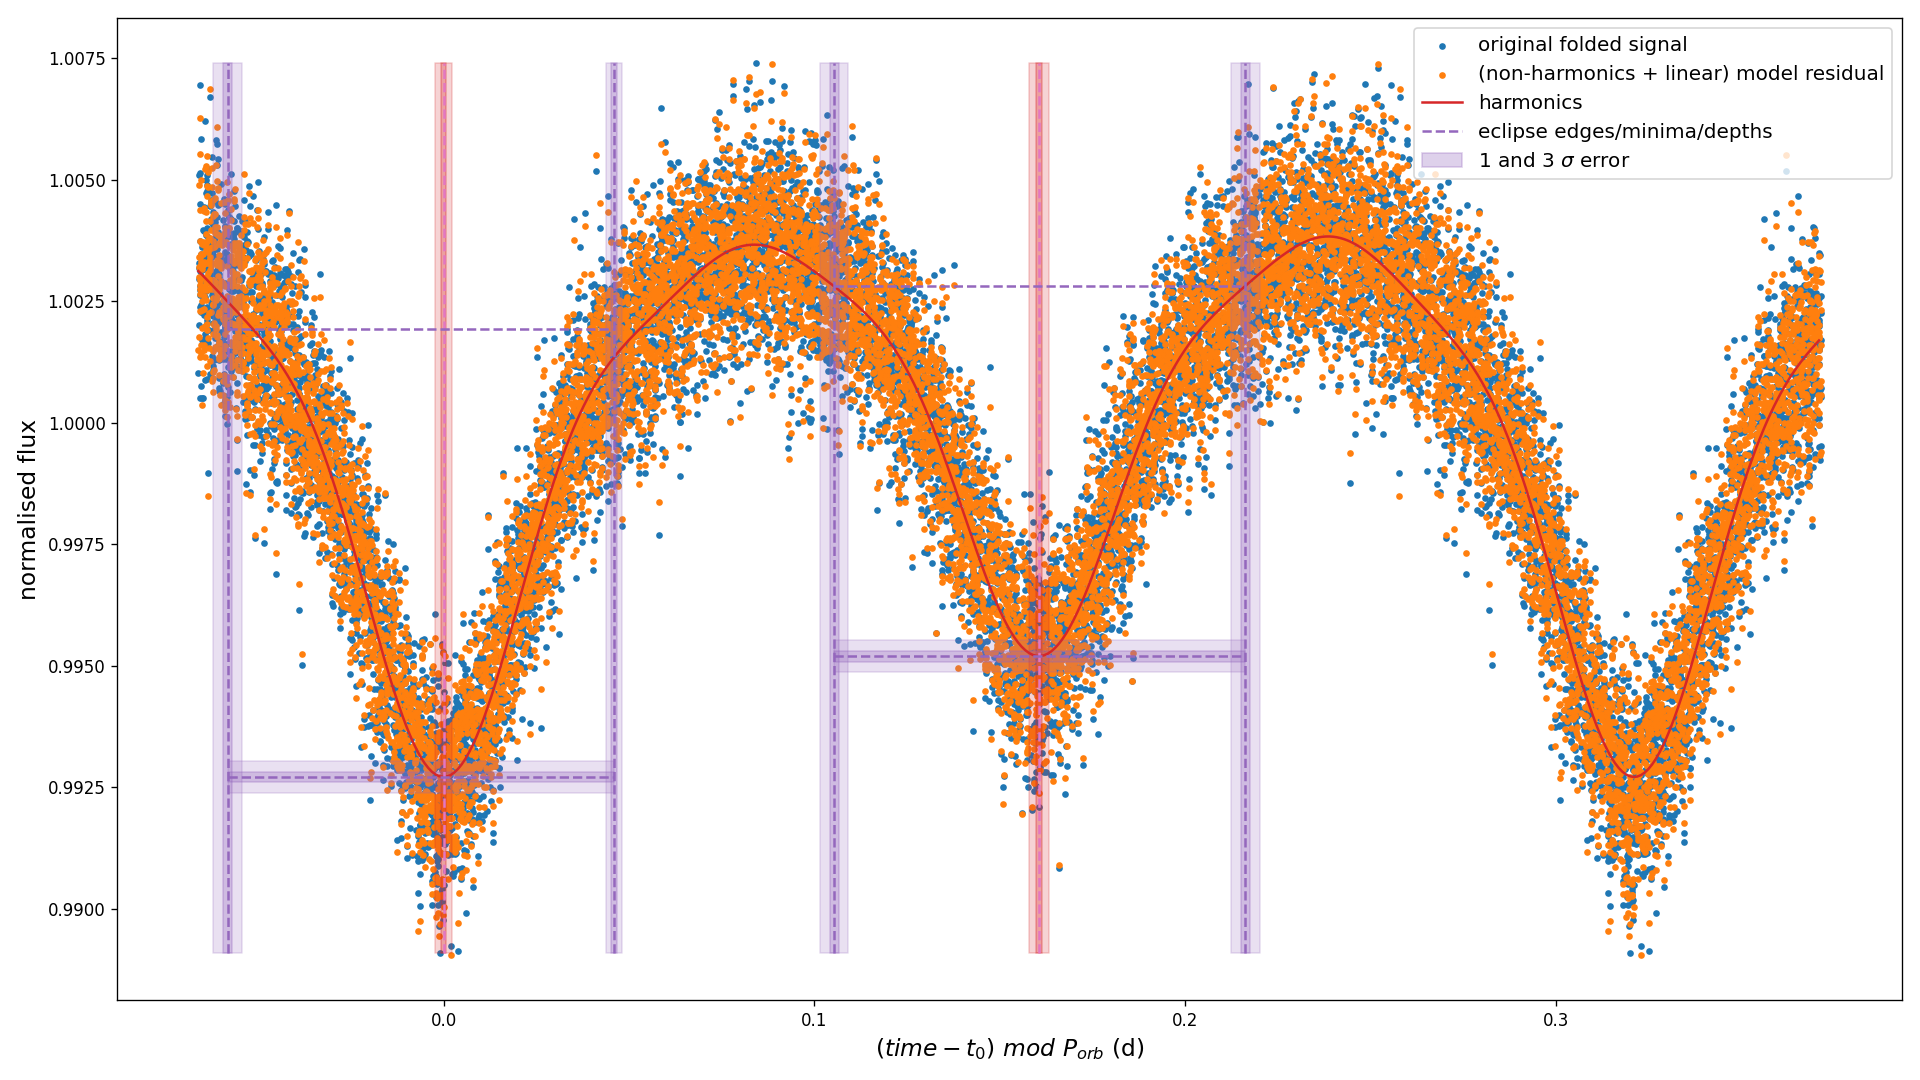 original folded signal
(non-harmonics + linear) model residual
harmonics
eclipse edges/minima/depths
1 and 3 σ error
normalised flux
1.0075
1.0050
1.0025
1.0000
0.9975
0.9950
0.9925
0.9900
0.0 0.1 0.2 0.3
(time − t₀) mod P_orb (d)